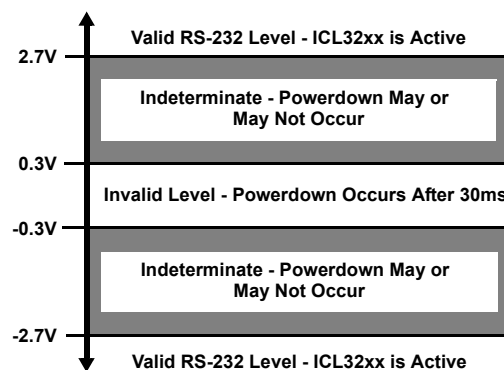 Valid RS-232 Level - ICL32xx is Active
2.7V
Indeterminate - Powerdown May or
May Not Occur
0.3V
Invalid Level - Powerdown Occurs After 30ms
-0.3V
Indeterminate - Powerdown May or
May Not Occur
-2.7V
Valid RS-232 Level - ICL32xx is Active